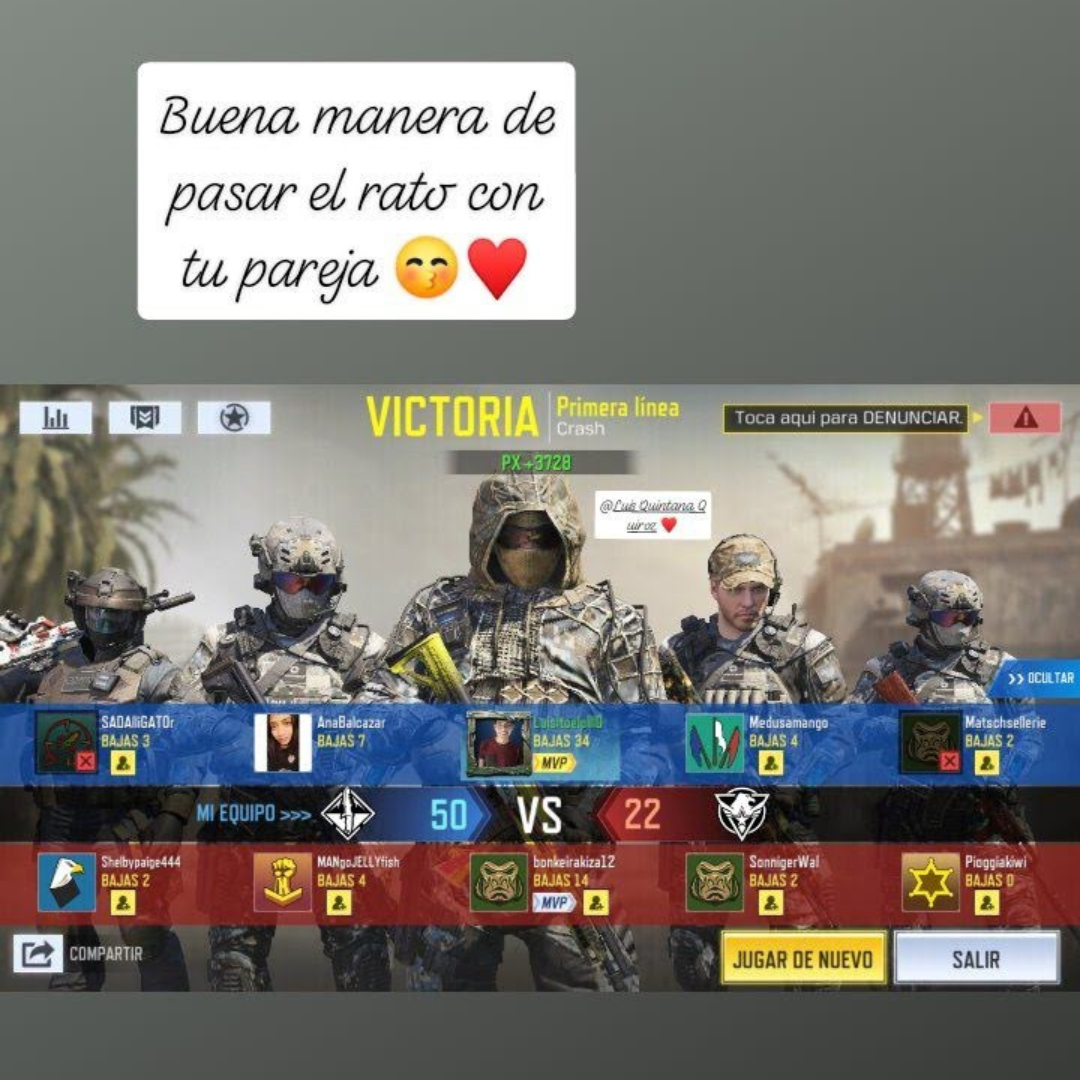 Buena manera de
pasar el rato con
tu pareja 😙❤️
VICTORIA
Primera línea
Crash
Toca aqui para DENUNCIAR.
PX +3728
@Luis Quintana Q
uiroz ❤️
>> OCULTAR
SADAlliGATOr
BAJAS 3
AnaBalcazar
BAJAS 7
BAJAS 34
MVP
Medusamango
BAJAS 4
Matschsellerie
BAJAS 2
MI EQUIPO >>>
50 VS 22
Shelbypaige444
BAJAS 2
MANgoJELLYfish
BAJAS 4
bonkeirakiza12
BAJAS 14
MVP
SonnigerWal
BAJAS 2
Pioggiakiwi
BAJAS 0
COMPARTIR
JUGAR DE NUEVO
SALIR